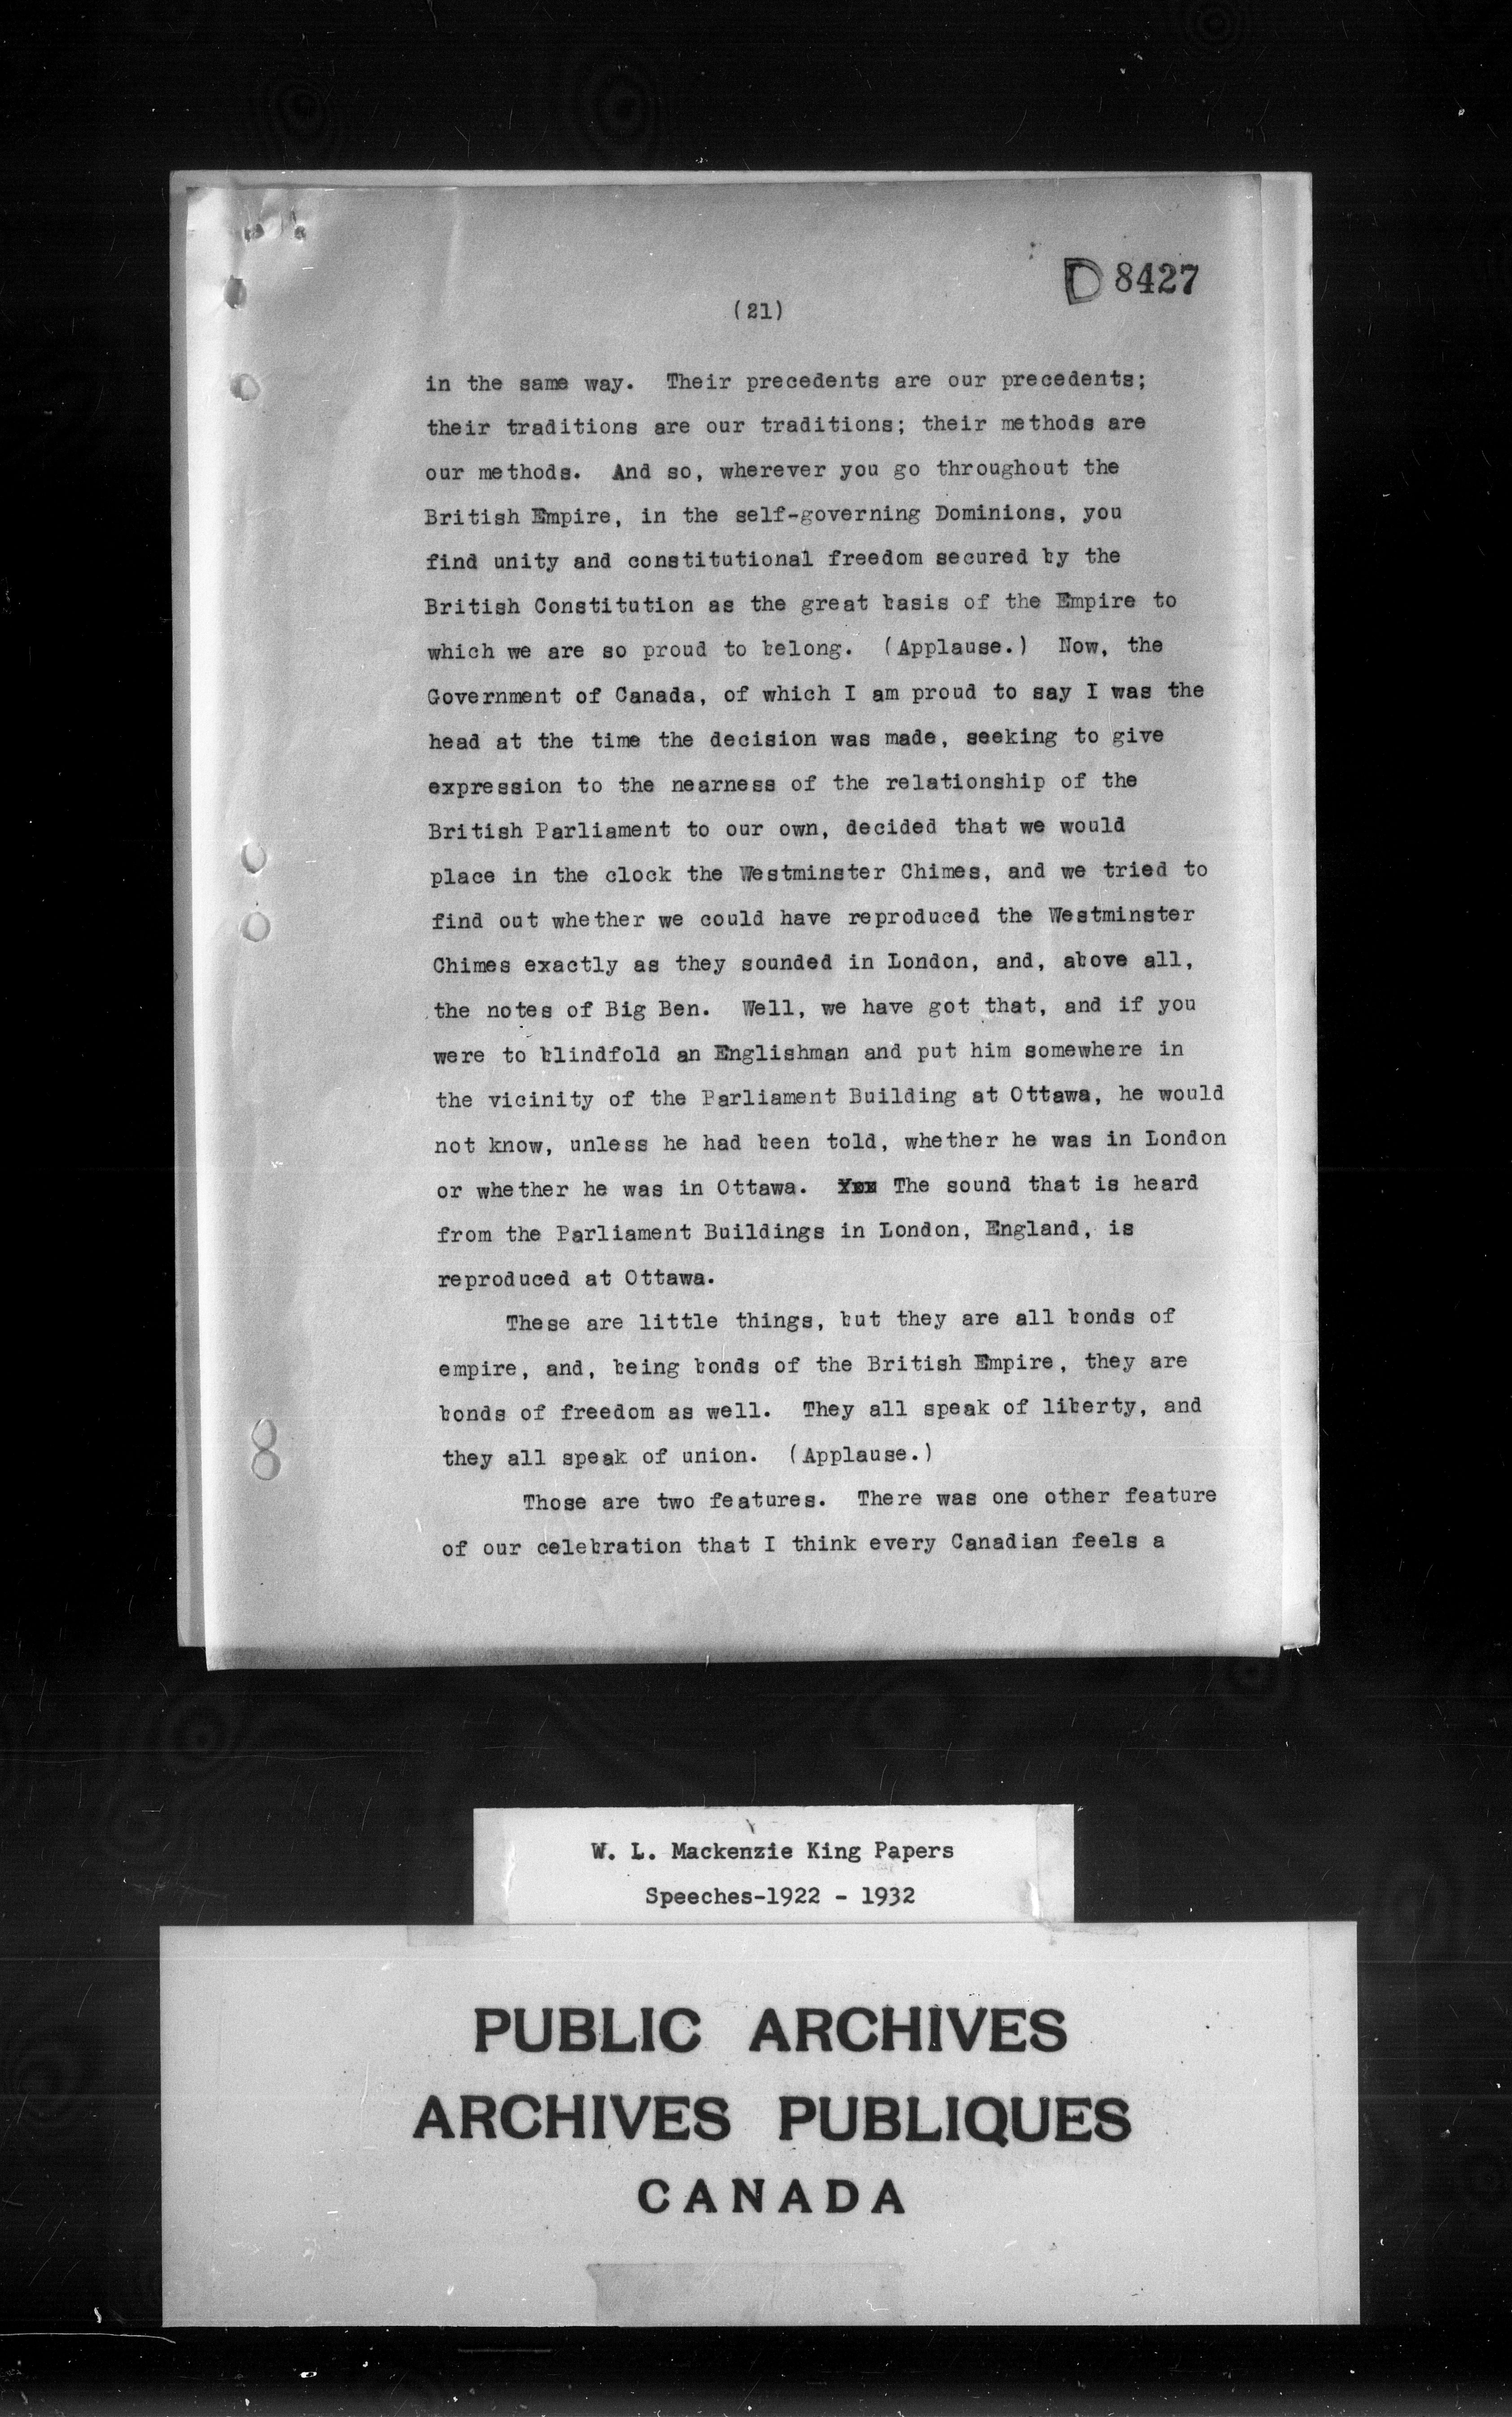 D 8427
(21)
in the same way. Their precedents are our precedents;
their traditions are our traditions; their methods are
our methods. And so, wherever you go throughout the
British Empire, in the self-governing Dominions, you
find unity and constitutional freedom secured by the
British Constitution as the great basis of the Empire to
which we are so proud to belong. (Applause.) Now, the
Government of Canada, of which I am proud to say I was the
head at the time the decision was made, seeking to give
expression to the nearness of the relationship of the
British Parliament to our own, decided that we would
place in the clock the Westminster Chimes, and we tried to
find out whether we could have reproduced the Westminster
Chimes exactly as they sounded in London, and, above all,
the notes of Big Ben. Well, we have got that, and if you
were to blindfold an Englishman and put him somewhere in
the vicinity of the Parliament Building at Ottawa, he would
not know, unless he had been told, whether he was in London
or whether he was in Ottawa. The sound that is heard
from the Parliament Buildings in London, England, is
reproduced at Ottawa.
These are little things, but they are all bonds of
empire, and, being bonds of the British Empire, they are
bonds of freedom as well. They all speak of liberty, and
they all speak of union. (Applause.)
Those are two features. There was one other feature
of our celebration that I think every Canadian feels a
W. L. Mackenzie King Papers
Speeches-1922 - 1932
PUBLIC ARCHIVES
ARCHIVES PUBLIQUES
CANADA